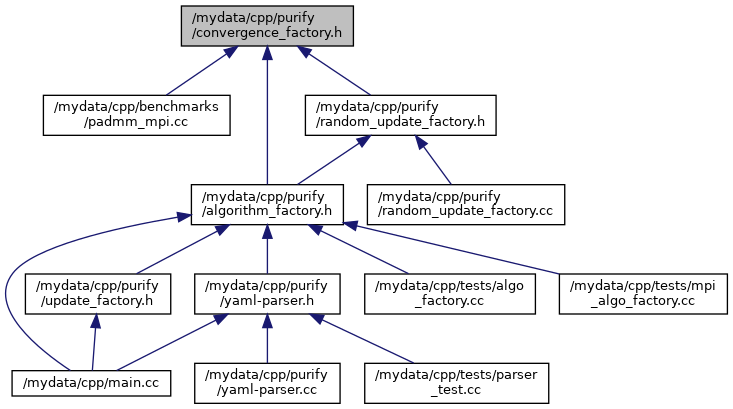 /mydata/cpp/purify
/convergence_factory.h
/mydata/cpp/benchmarks
/padmm_mpi.cc
/mydata/cpp/purify
/random_update_factory.h
/mydata/cpp/purify
/algorithm_factory.h
/mydata/cpp/purify
/random_update_factory.cc
/mydata/cpp/purify
/update_factory.h
/mydata/cpp/purify
/yaml-parser.h
/mydata/cpp/tests/algo
_factory.cc
/mydata/cpp/tests/mpi
_algo_factory.cc
/mydata/cpp/main.cc
/mydata/cpp/purify
/yaml-parser.cc
/mydata/cpp/tests/parser
_test.cc